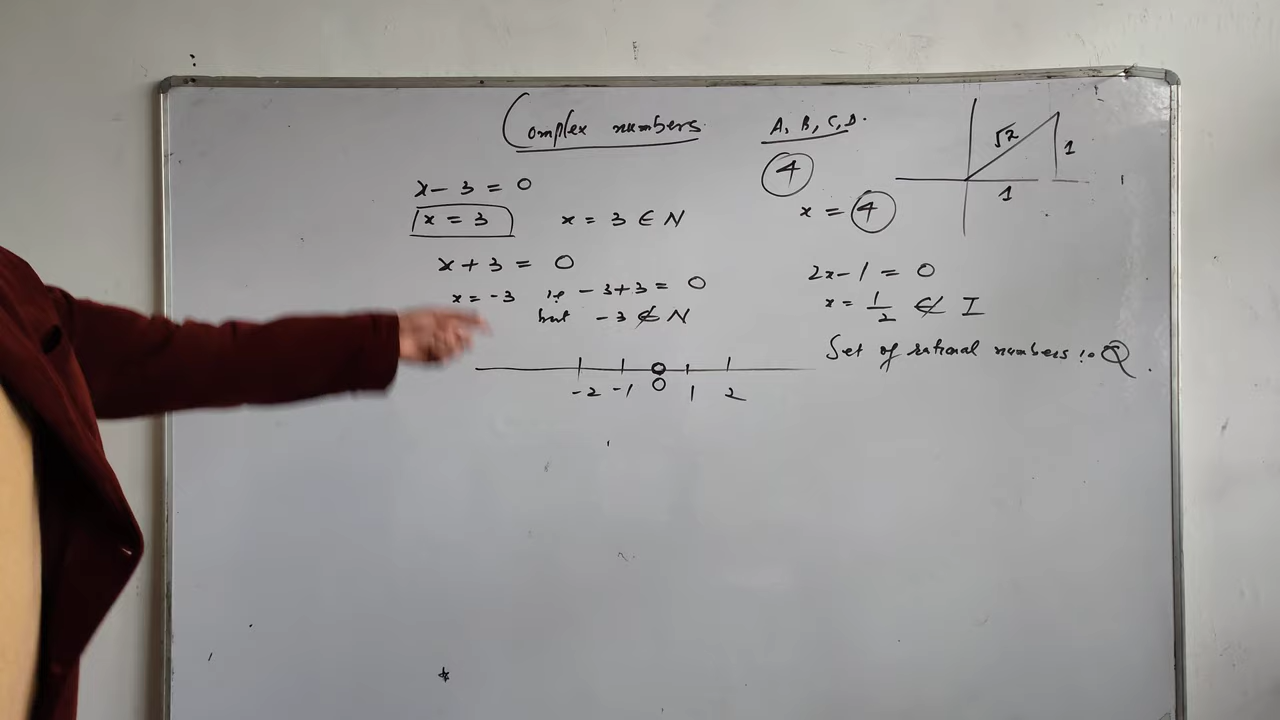 Complex numbers
A, B, C, D.
4
x = 4
√2
1
1
x - 3 = 0
x = 3 x = 3 ∈ N
x + 3 = 0
x = -3 ie -3+3 = 0
but -3 ∉ N
-2 -1 0 1 2
2x - 1 = 0
x = 1/2 ∉ I
Set of rational numbers :- Q.